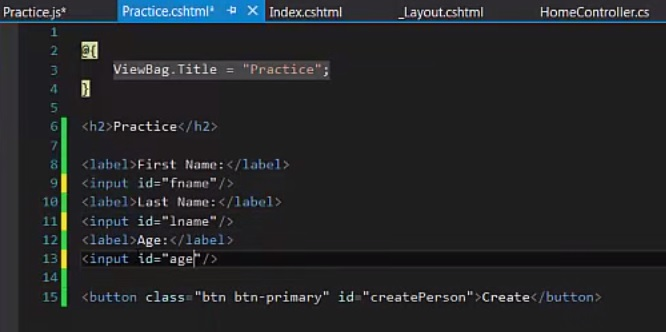 Practice.js* Practice.cshtml* Index.cshtml _Layout.cshtml HomeController.cs
1
2 @{
3 ViewBag.Title = "Practice";
4 }
5
6 <h2>Practice</h2>
7
8 <label>First Name:</label>
9 <input id="fname"/>
10 <label>Last Name:</label>
11 <input id="lname"/>
12 <label>Age:</label>
13 <input id="age"/>
14
15 <button class="btn btn-primary" id="createPerson">Create</button>